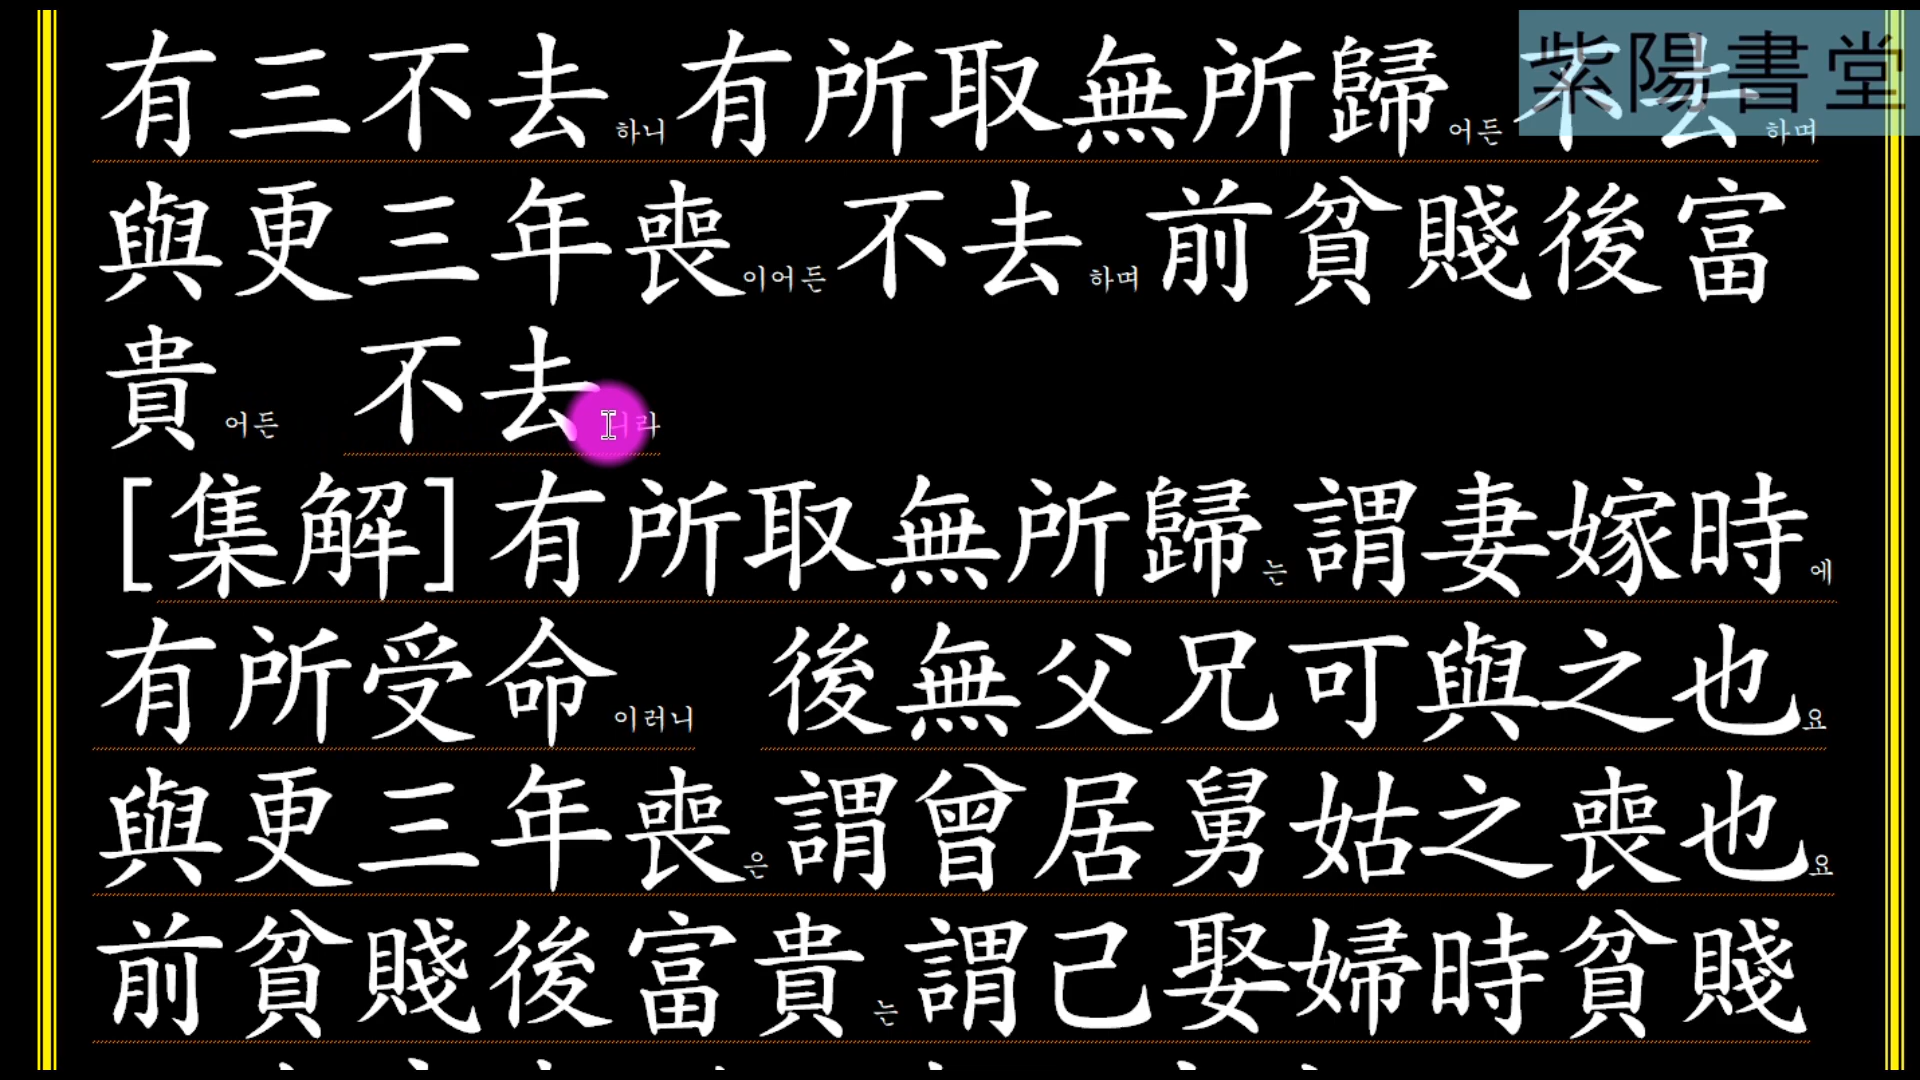 有三不去하니有所取無所歸어든不去하며
紫陽書堂
與更三年喪이어든不去하며前貧賤後富
貴어든 不去니라
[集解]有所取無所歸는謂妻嫁時에
有所受命이러니 後無父兄可與之也요
與更三年喪은謂曾居舅姑之喪也요
前貧賤後富貴는謂己娶婦時貧賤